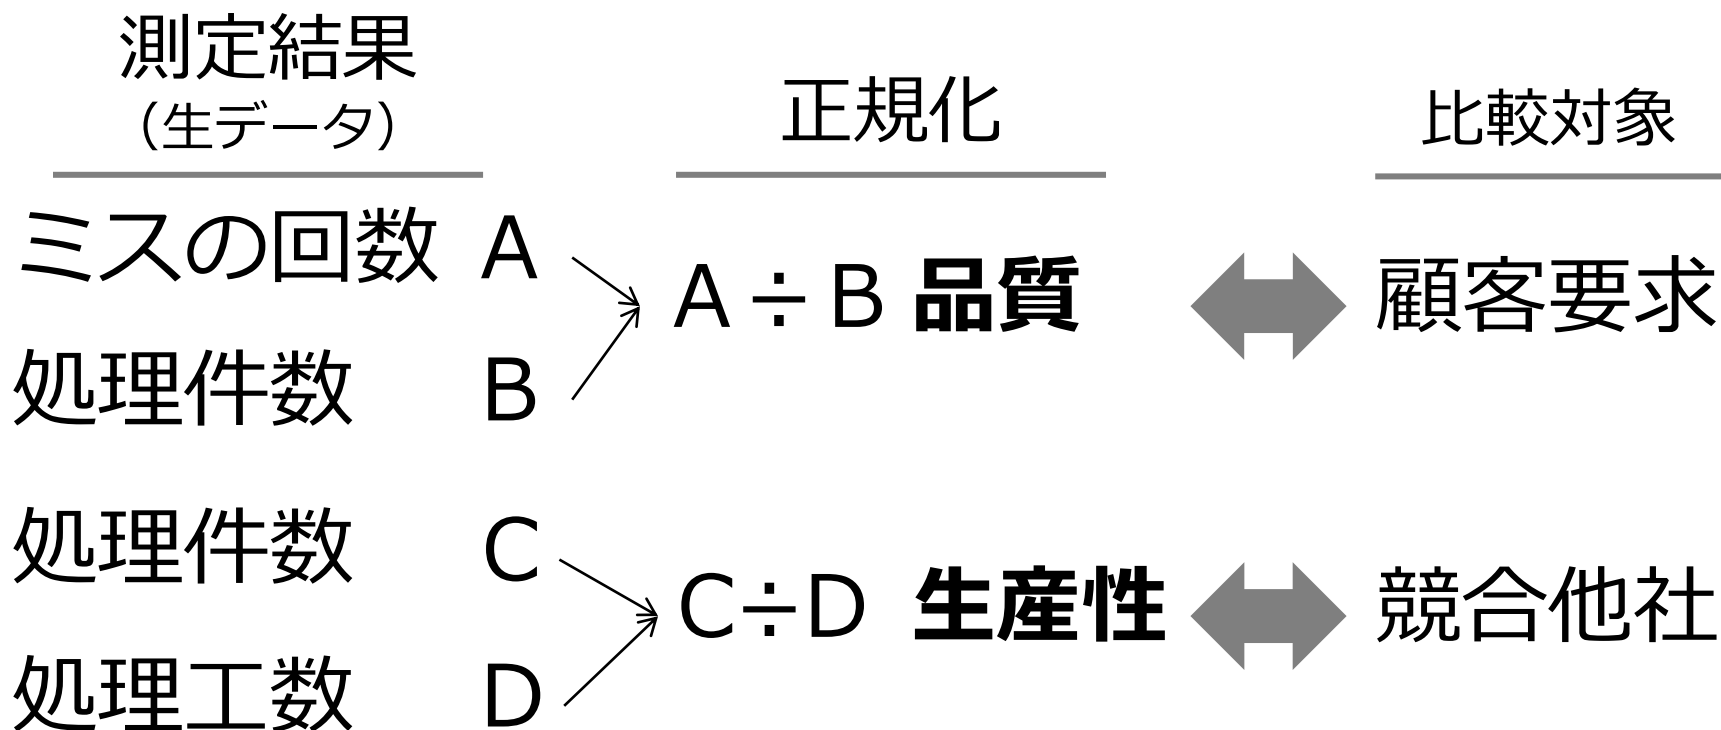 測定結果
（生データ）
正規化
比較対象
ミスの回数 A
処理件数 B
A÷B 品質
顧客要求
処理件数 C
処理工数 D
C÷D 生産性
競合他社